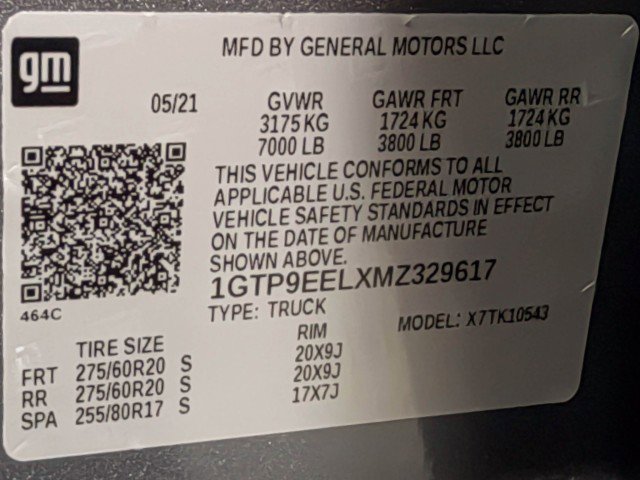 gm
MFD BY GENERAL MOTORS LLC
05/21 GVWR GAWR FRT GAWR RR
3175 KG 1724 KG 1724 KG
7000 LB 3800 LB 3800 LB
THIS VEHICLE CONFORMS TO ALL
APPLICABLE U.S. FEDERAL MOTOR
VEHICLE SAFETY STANDARDS IN EFFECT
ON THE DATE OF MANUFACTURE
SHOWN ABOVE.
1GTP9EELXMZ329617
464C
TYPE: TRUCK MODEL: X7TK10543
TIRE SIZE RIM
FRT 275/60R20 S 20X9J
RR 275/60R20 S 20X9J
SPA 255/80R17 S 17X7J